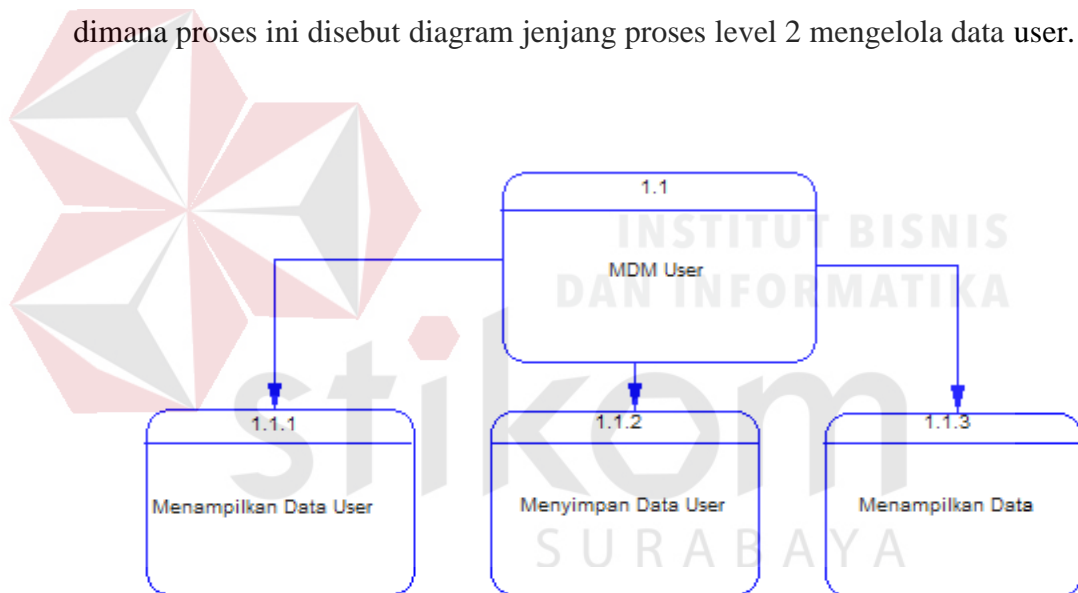 dimana proses ini disebut diagram jenjang proses level 2 mengelola data user.
1.1
INSTITUT BISNIS
MDM User
DAN INFORMATIKA
stikom
1.1.1
1.1.2
1.1.3
Menampilkan Data User
Menyimpan Data User
Menampilkan Data
SURABAYA